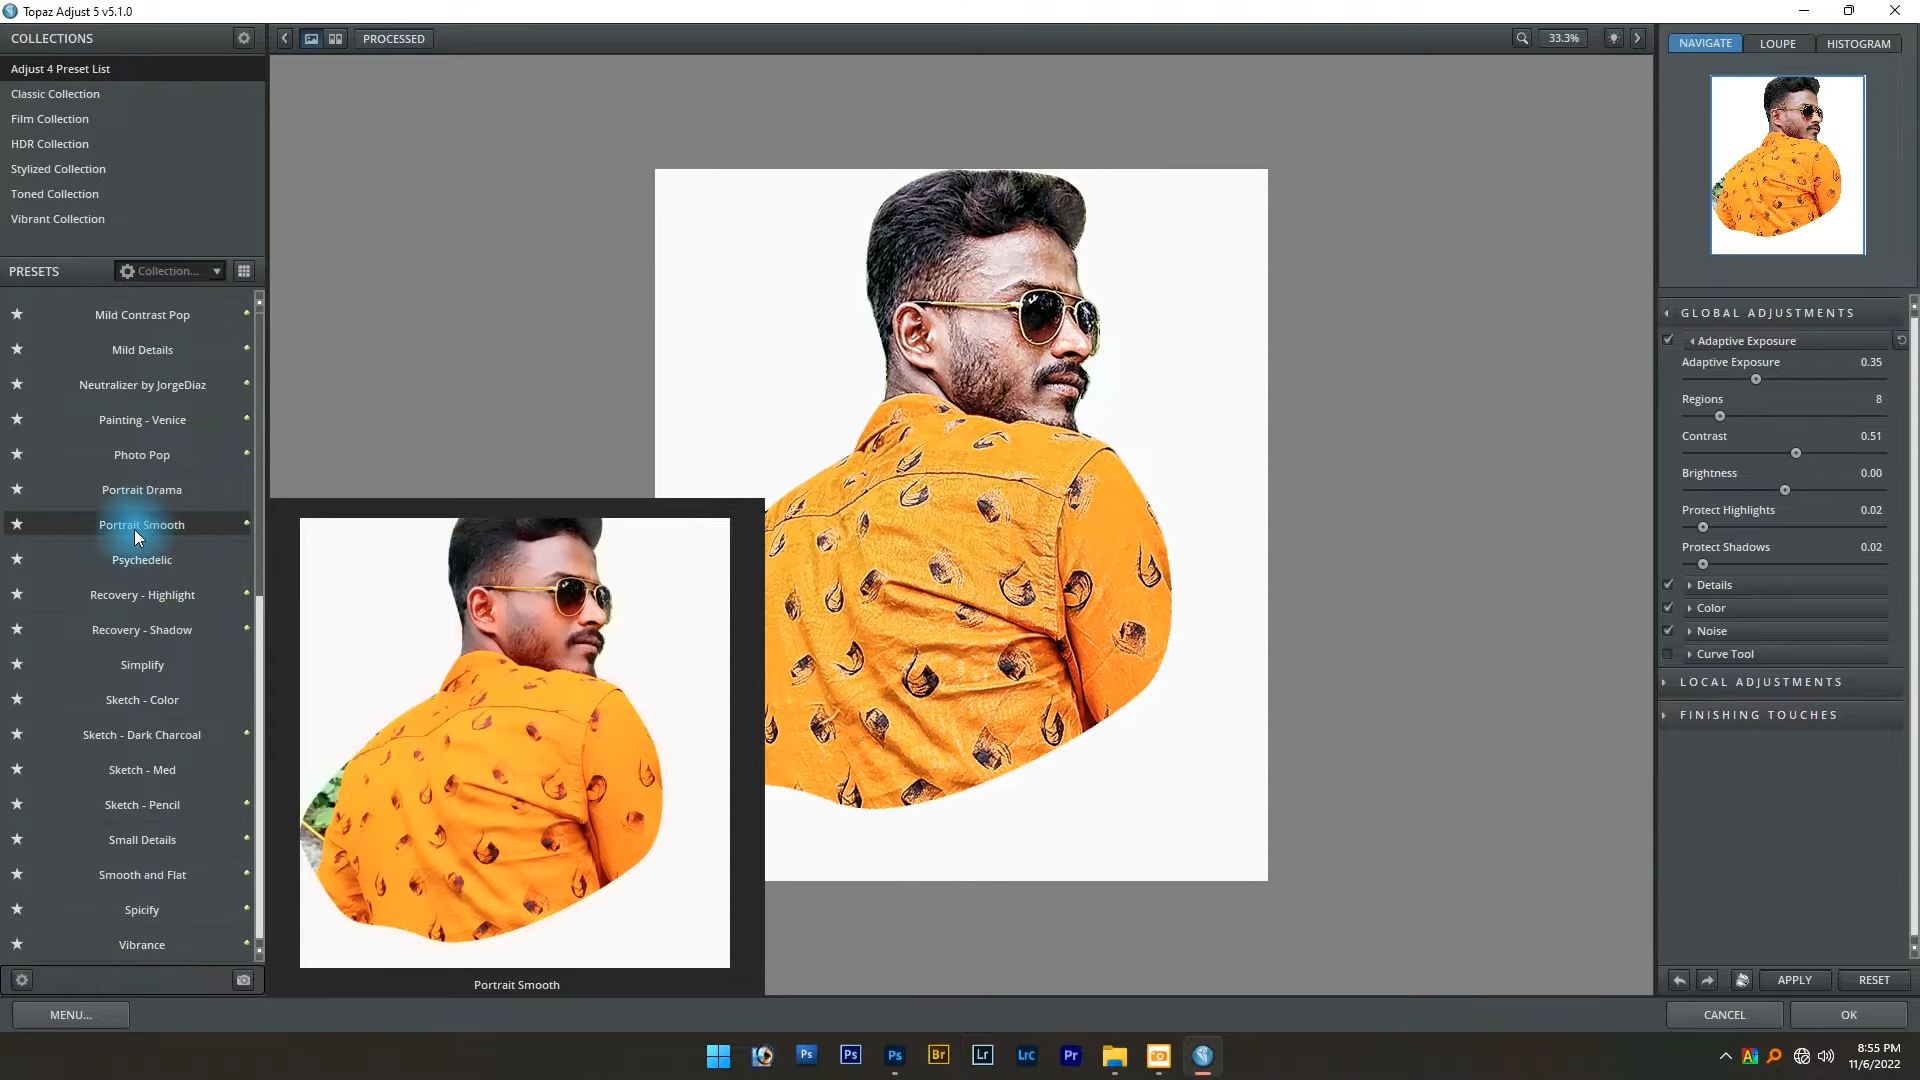 Topaz Adjust 5 v5.1.0
COLLECTIONS
Adjust 4 Preset List
Classic Collection
Film Collection
HDR Collection
Stylized Collection
Toned Collection
Vibrant Collection
PRESETS
Collection...
Mild Contrast Pop
Mild Details
Neutralizer by JorgeDiaz
Painting - Venice
Photo Pop
Portrait Drama
Portrait Smooth
Psychedelic
Recovery - Highlight
Recovery - Shadow
Simplify
Sketch - Color
Sketch - Dark Charcoal
Sketch - Med
Sketch - Pencil
Small Details
Smooth and Flat
Spicify
Vibrance
MENU...
PROCESSED
33.3%
Portrait Smooth
NAVIGATE
LOUPE
HISTOGRAM
GLOBAL ADJUSTMENTS
Adaptive Exposure
Adaptive Exposure 0.35
Regions 8
Contrast 0.51
Brightness 0.00
Protect Highlights 0.02
Protect Shadows 0.02
Details
Color
Noise
Curve Tool
LOCAL ADJUSTMENTS
FINISHING TOUCHES
APPLY
RESET
CANCEL
OK
Ps
Ps
Ps
Br
Lr
LrC
Pr
8:55 PM
11/6/2022